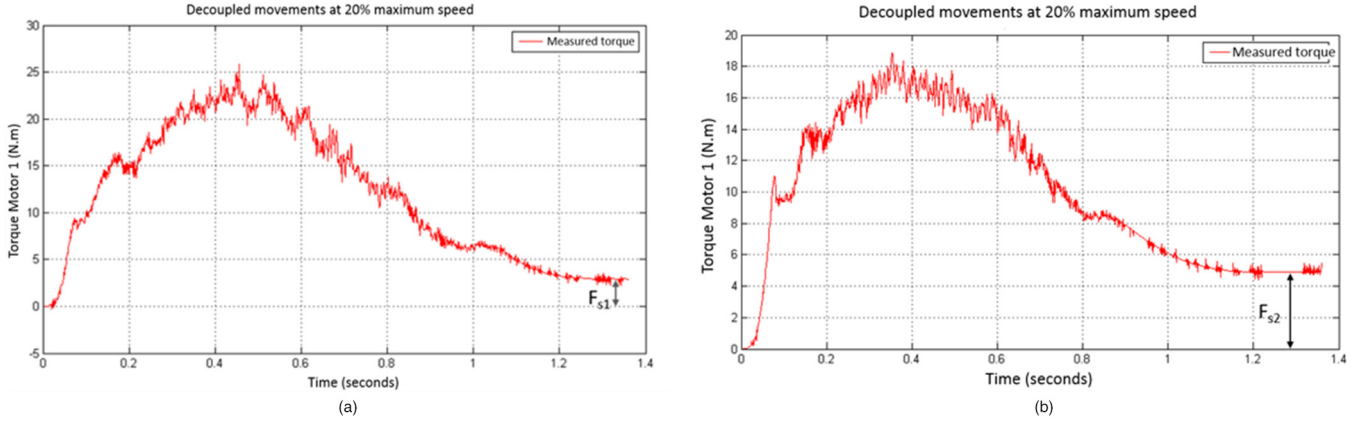 Decoupled movements at 20% maximum speed
Measured torque
Torque Motor 1 (N.m)
30
25
20
15
10
5
0
-5
F_s1
0
0.2
0.4
0.6
0.8
1
1.2
1.4
Time (seconds)
(a)
Decoupled movements at 20% maximum speed
Measured torque
Torque Motor 1 (N.m)
20
18
16
14
12
10
8
6
4
2
0
F_s2
0
0.2
0.4
0.6
0.8
1
1.2
1.4
Time (seconds)
(b)